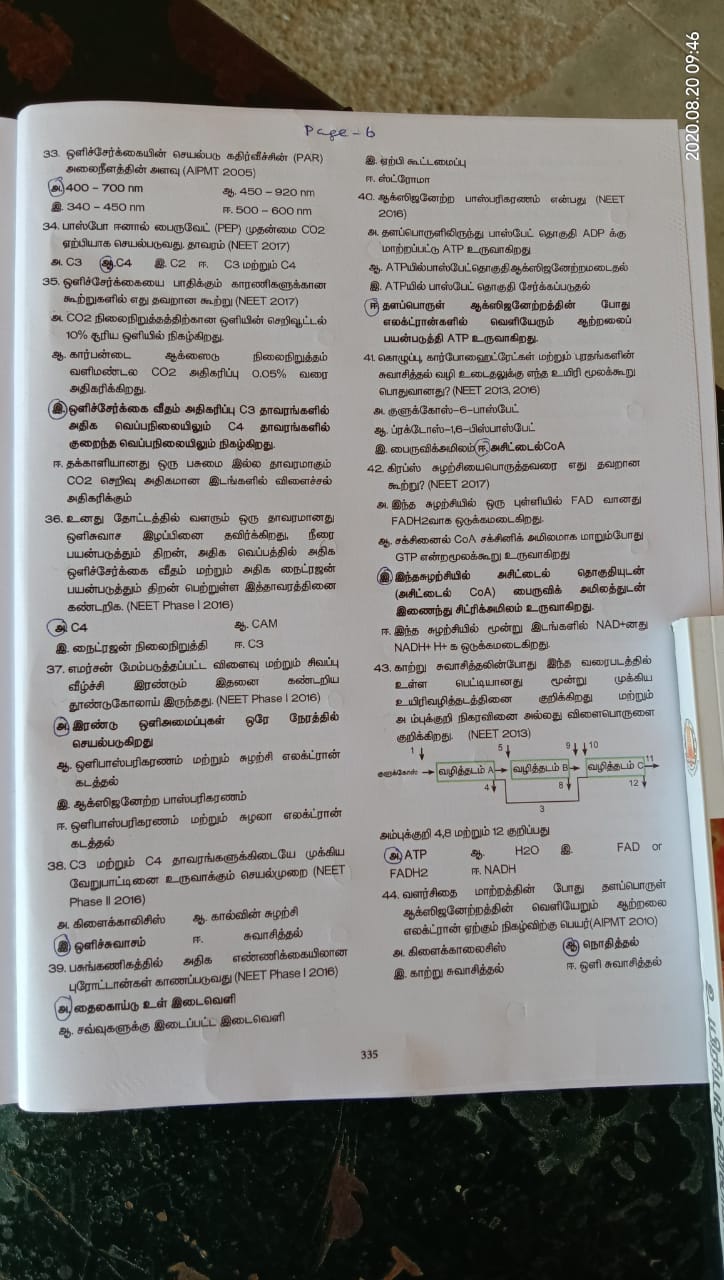 2020.08.20 09:46
Page-6
33. ஒளிச்சேர்க்கையின் செயல்படு கதிர்வீச்சின் (PAR)
அலைநீளத்தின் அளவு (AIPMT 2005)
அ. 400 – 700 nm ஆ. 450 – 920 nm
இ. 340 – 450 nm ஈ. 500 – 600 nm
34. பாஸ்போ ஈனால் பைருவேட் (PEP) முதன்மை CO2
ஏற்பியாக செயல்படுவது. தாவரம் (NEET 2017)
அ. C3 ஆ. C4 இ. C2 ஈ. C3 மற்றும் C4
35. ஒளிச்சேர்க்கையை பாதிக்கும் காரணிகளுக்கான
கூற்றுகளில் எது தவறான கூற்று (NEET 2017)
அ. CO2 நிலைநிறுத்தத்திற்கான ஒளியின் செறிவூட்டல்
10% சூரிய ஒளியில் நிகழ்கிறது.
ஆ. கார்பன்டை ஆக்ஸைடு நிலைநிறுத்தம்
வளிமண்டல CO2 அதிகரிப்பு 0.05% வரை
அதிகரிக்கிறது.
இ. ஒளிச்சேர்க்கை வீதம் அதிகரிப்பு C3 தாவரங்களில்
அதிக வெப்பநிலையிலும் C4 தாவரங்களில்
குறைந்த வெப்பநிலையிலும் நிகழ்கிறது.
ஈ. தக்காளியானது ஒரு பசுமை இல்ல தாவரமாகும்
CO2 செறிவு அதிகமான இடங்களில் விளைச்சல்
அதிகரிக்கும்
36. உனது தோட்டத்தில் வளரும் ஒரு தாவரமானது
ஒளிசுவாச இழப்பினை தவிர்க்கிறது, நீரை
பயன்படுத்தும் திறன், அதிக வெப்பத்தில் அதிக
ஒளிச்சேர்க்கை வீதம் மற்றும் அதிக நைட்ரஜன்
பயன்படுத்தும் திறன் பெற்றுள்ள இத்தாவரத்தினை
கண்டறிக. (NEET Phase I 2016)
அ. C4 ஆ. CAM
இ. நைட்ரஜன் நிலைநிறுத்தி ஈ. C3
37. எமர்சன் மேம்படுத்தப்பட்ட விளைவு மற்றும் சிவப்பு
வீழ்ச்சி இரண்டும் இதனை கண்டறிய
தூண்டுகோலாய் இருந்தது. (NEET Phase I 2016)
அ. இரண்டு ஒளிஅமைப்புகள் ஒரே நேரத்தில்
செயல்படுகிறது
ஆ. ஒளிபாஸ்பரிகரணம் மற்றும் சுழற்சி எலக்ட்ரான்
கடத்தல்
இ. ஆக்ஸிஜனேற்ற பாஸ்பரிகரணம்
ஈ. ஒளிபாஸ்பரிகரணம் மற்றும் சுழலா எலக்ட்ரான்
கடத்தல்
38. C3 மற்றும் C4 தாவரங்களுக்கிடையே முக்கிய
வேறுபாட்டினை உருவாக்கும் செயல்முறை (NEET
Phase II 2016)
அ. கிளைக்காலிசிஸ் ஆ. கால்வின் சுழற்சி
இ. ஒளிச்சுவாசம் ஈ. சுவாசித்தல்
39. பசுங்கணிகத்தில் அதிக எண்ணிக்கையிலான
புரோட்டான்கள் காணப்படுவது (NEET Phase I 2016)
அ. தைலகாய்டு உள் இடைவெளி
ஆ. சவ்வுகளுக்கு இடைப்பட்ட இடைவெளி
இ. ஏற்பி கூட்டமைப்பு
ஈ. ஸ்ட்ரோமா
40. ஆக்ஸிஜனேற்ற பாஸ்பரிகரணம் என்பது (NEET
2016)
அ. தளப்பொருளிலிருந்து பாஸ்பேட் தொகுதி ADP க்கு
மாற்றப்பட்டு ATP உருவாகிறது
ஆ. ATPயில் பாஸ்பேட் தொகுதி ஆக்ஸிஜனேற்றமடைதல்
இ. ATPயில் பாஸ்பேட் தொகுதி சேர்க்கப்படுதல்
ஈ. தளப்பொருள் ஆக்ஸிஜனேற்றத்தின் போது
எலக்ட்ரான்களில் வெளியேரும் ஆற்றலைப்
பயன்படுத்தி ATP உருவாகிறது.
41. கொழுப்பு, கார்போஹைட்ரேட்கள் மற்றும் புரதங்களின்
சுவாசித்தல் வழி உடைதலுக்கு எந்த உயிரி மூலக்கூறு
பொதுவானது? (NEET 2013, 2016)
அ. குளுக்கோஸ்–6–பாஸ்பேட்
ஆ. ப்ரக்டோஸ்–1,6–பிஸ்பாஸ்பேட்
இ. பைருவிக்அமிலம் ஈ. அசிட்டைல்CoA
42. கிரப்ஸ் சுழற்சியைபொருத்தவரை எது தவறான
கூற்று? (NEET 2017)
அ. இந்த சுழற்சியில் ஒரு புள்ளியில் FAD வானது
FADH2வாக ஒடுக்கமடைகிறது.
ஆ. சக்சினைல் CoA சக்சினிக் அமிலமாக மாறும்போது
GTP என்றமூலக்கூறு உருவாகிறது
இ. இந்தசுழற்சியில் அசிட்டைல் தொகுதியுடன்
(அசிட்டைல் CoA) பைருவிக் அமிலத்துடன்
இணைந்து சிட்ரிக்அமிலம் உருவாகிறது.
ஈ. இந்த சுழற்சியில் மூன்று இடங்களில் NAD+னது
NADH+ H+ க ஒடுக்கமடைகிறது.
43. காற்று சுவாசித்தலின்போது இந்த வரைபடத்தில்
உள்ள பெட்டியானது மூன்று முக்கிய
உயிர்வழித்தடத்தினை குறிக்கிறது மற்றும்
அம்புக்குறி நிகரவினை அல்லது விளைபொருளை
குறிக்கிறது. (NEET 2013)
1 5 9 10
குளுக்கோஸ் வழித்தடம் A வழித்தடம் B வழித்தடம் C 11
4 8 12
3
அம்புக்குறி 4,8 மற்றும் 12 குறிப்பது
அ. ATP ஆ. H2O இ. FAD or
FADH2 ஈ. NADH
44. வளர்சிதை மாற்றத்தின் போது தளப்பொருள்
ஆக்ஸிஜனேற்றத்தின் வெளியேறும் ஆற்றலை
எலக்ட்ரான் ஏற்கும் நிகழ்விற்கு பெயர்(AIPMT 2010)
அ. கிளைக்காலைசிஸ் ஆ. நொதித்தல்
இ. காற்று சுவாசித்தல் ஈ. ஒளி சுவாசித்தல்
335